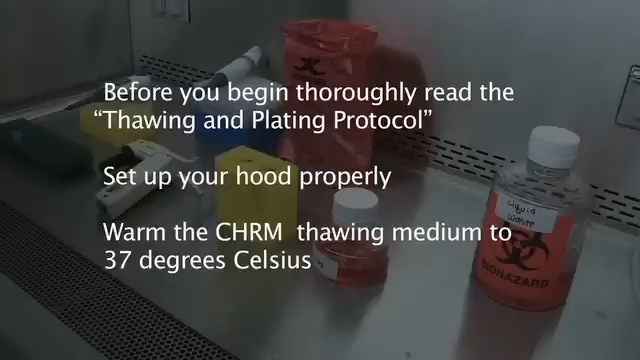 Before you begin thoroughly read the
“Thawing and Plating Protocol”
Set up your hood properly
Warm the CHRM thawing medium to
37 degrees Celsius
Liquid
Waste
BIOHAZARD